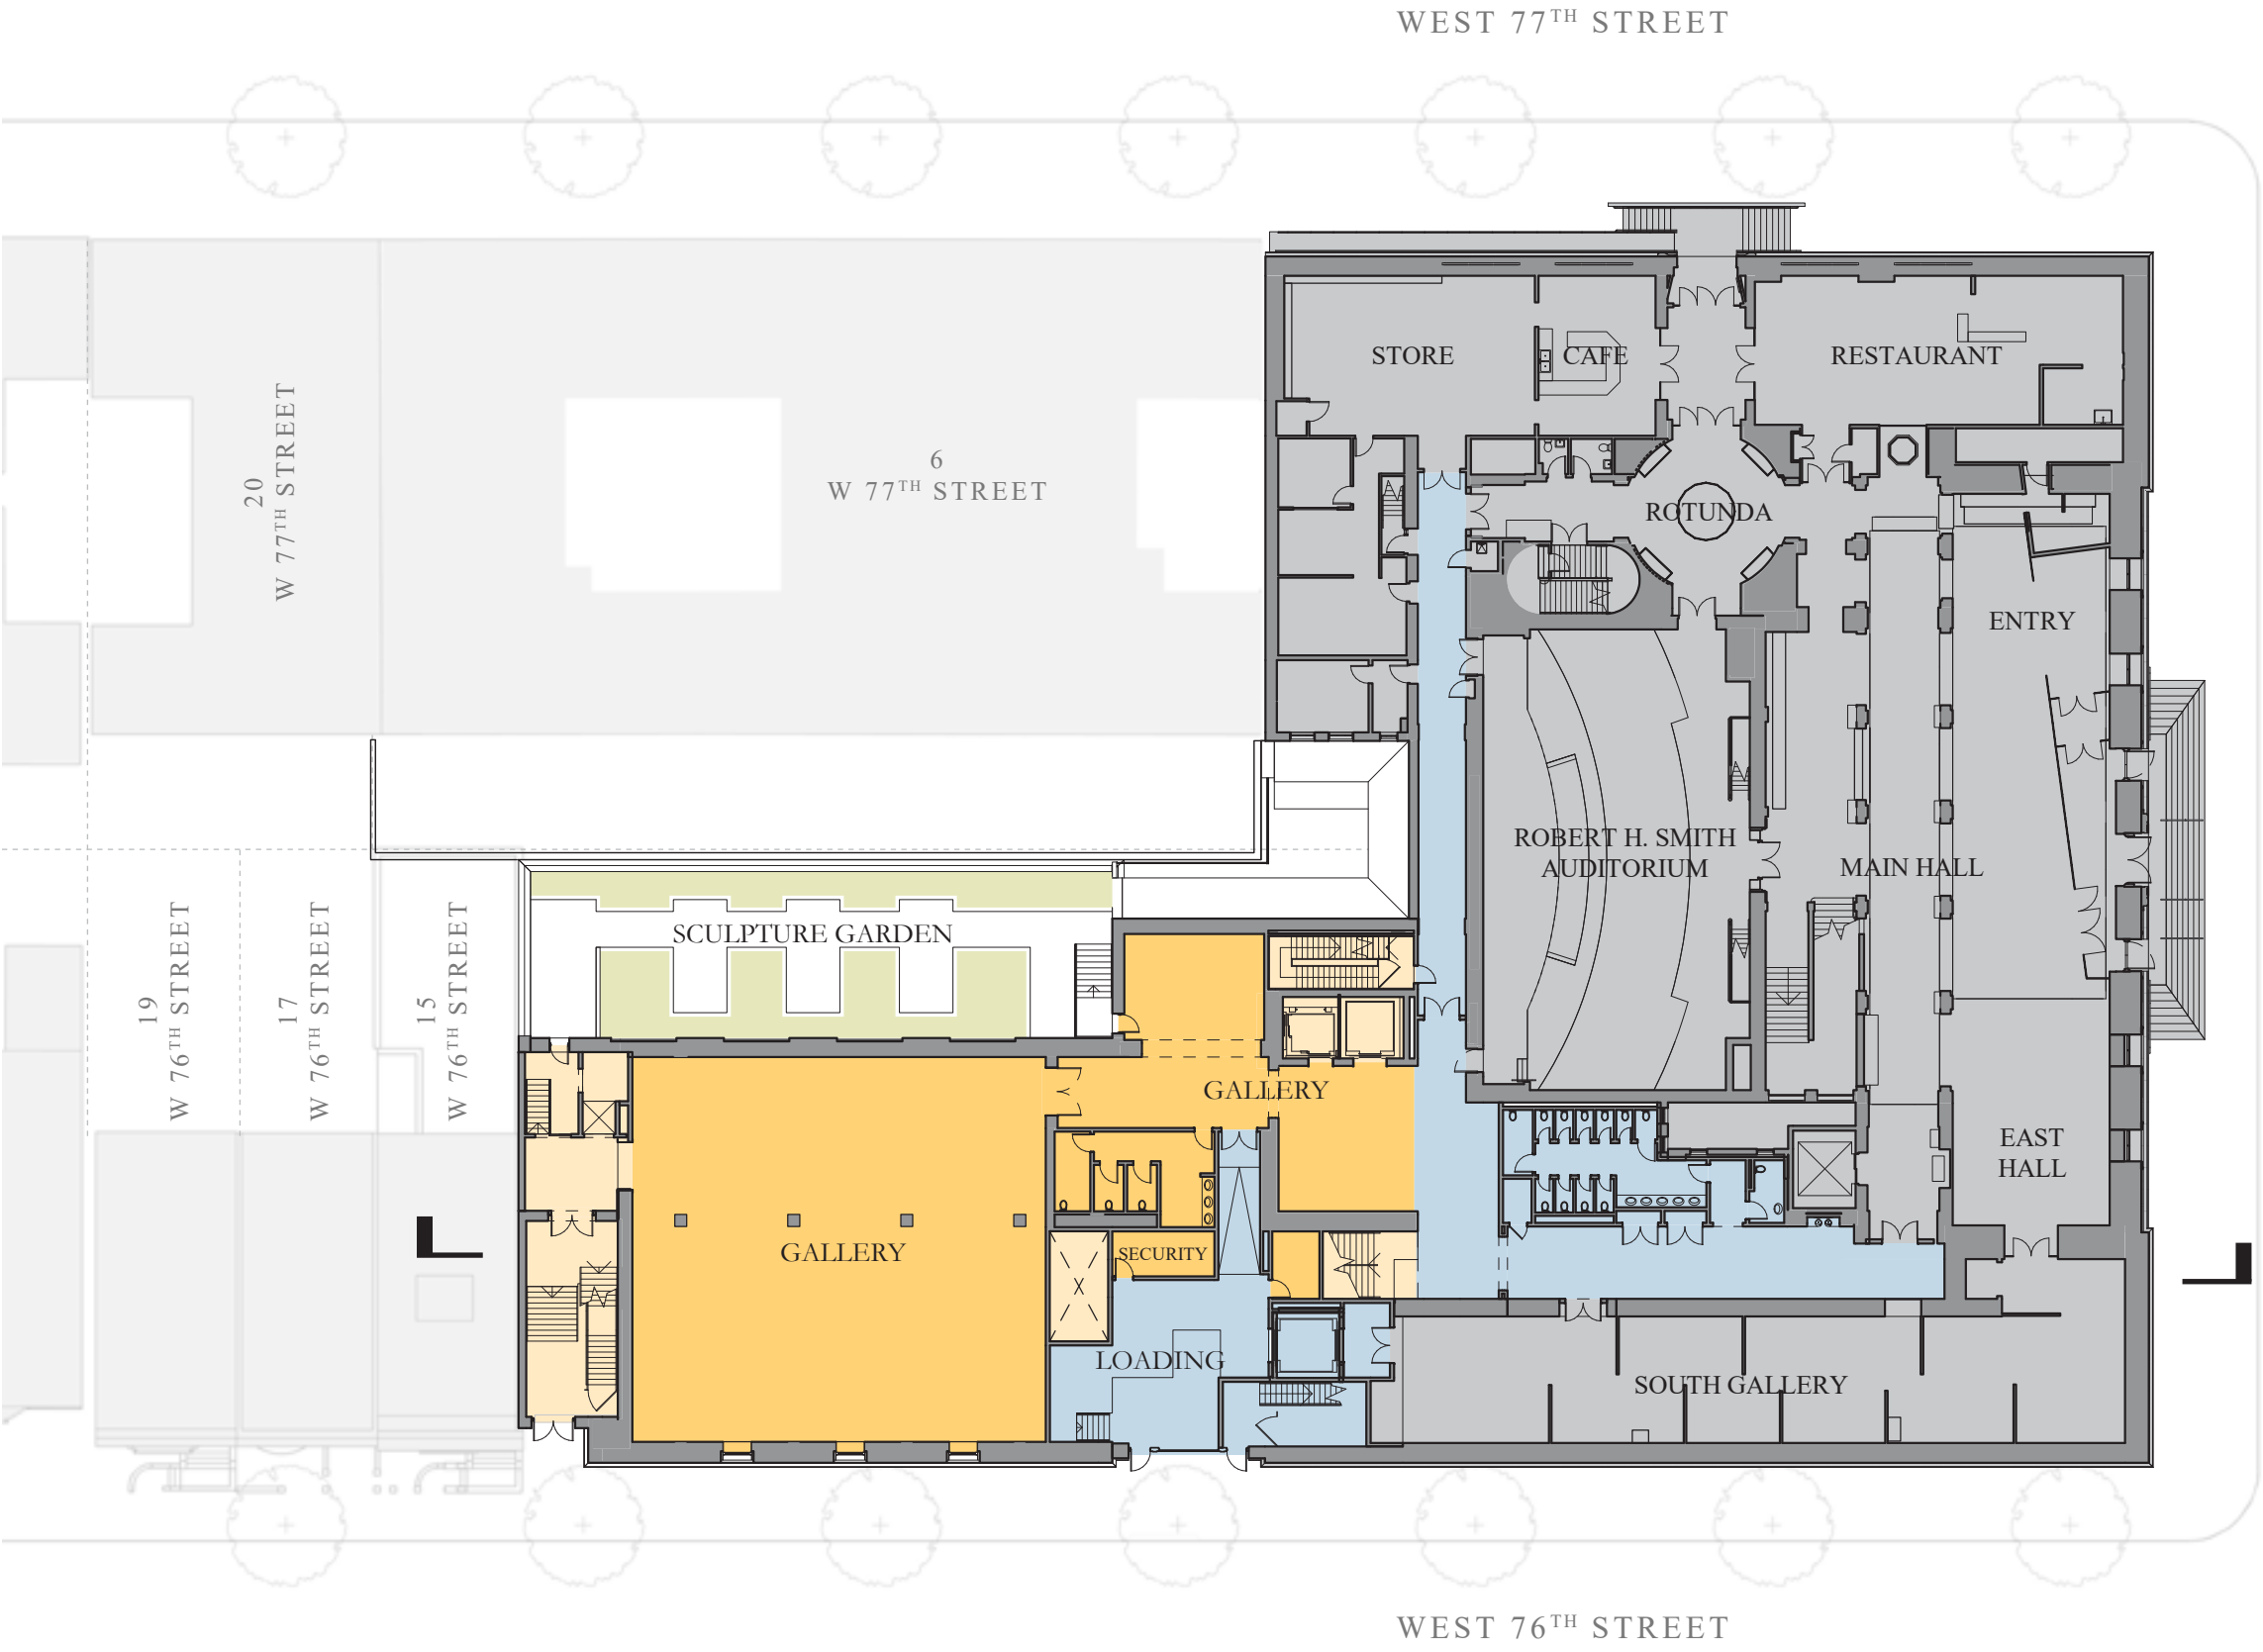 WEST 77TH STREET
STORE
CAFE
RESTAURANT
20
W 77TH STREET
6
W 77TH STREET
ROTUNDA
ENTRY
ROBERT H. SMITH
AUDITORIUM
MAIN HALL
SCULPTURE GARDEN
19
W 76TH STREET
17
W 76TH STREET
15
W 76TH STREET
GALLERY
EAST
HALL
GALLERY
SECURITY
LOADING
SOUTH GALLERY
WEST 76TH STREET